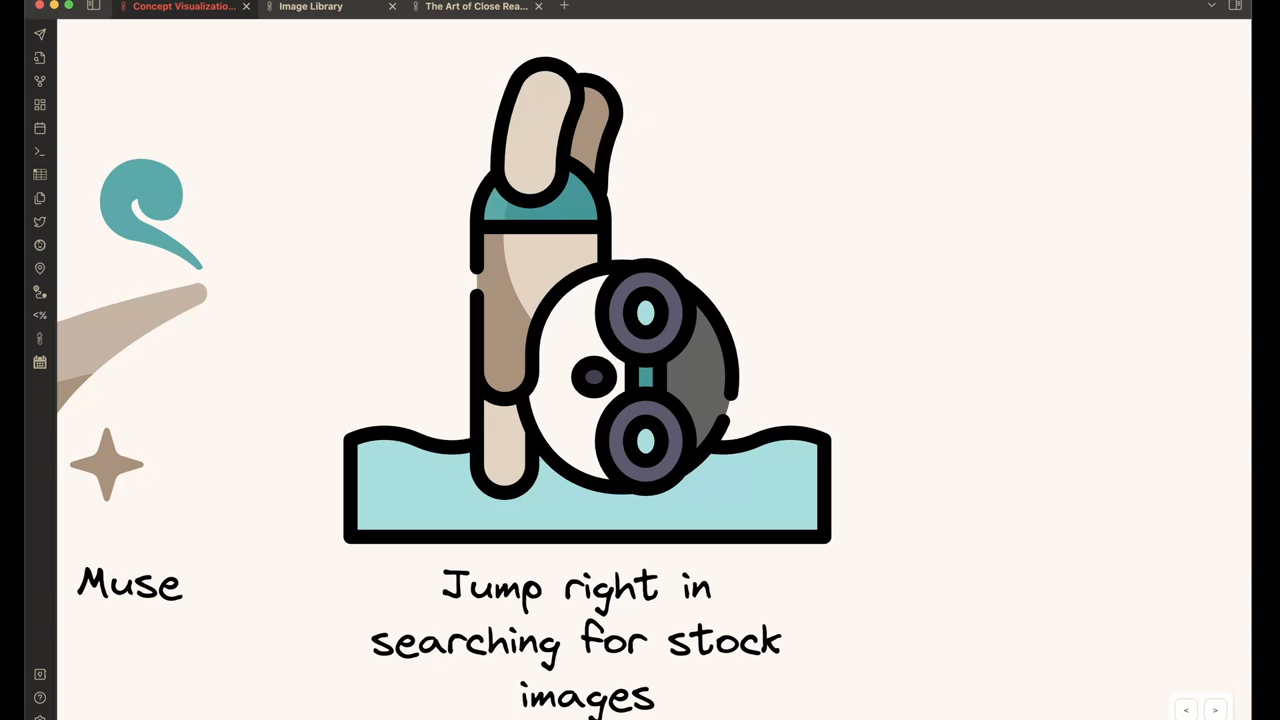 Concept Visualizatio...
Image Library
The Art of Close Rea...
Muse
Jump right in
searching for stock
images